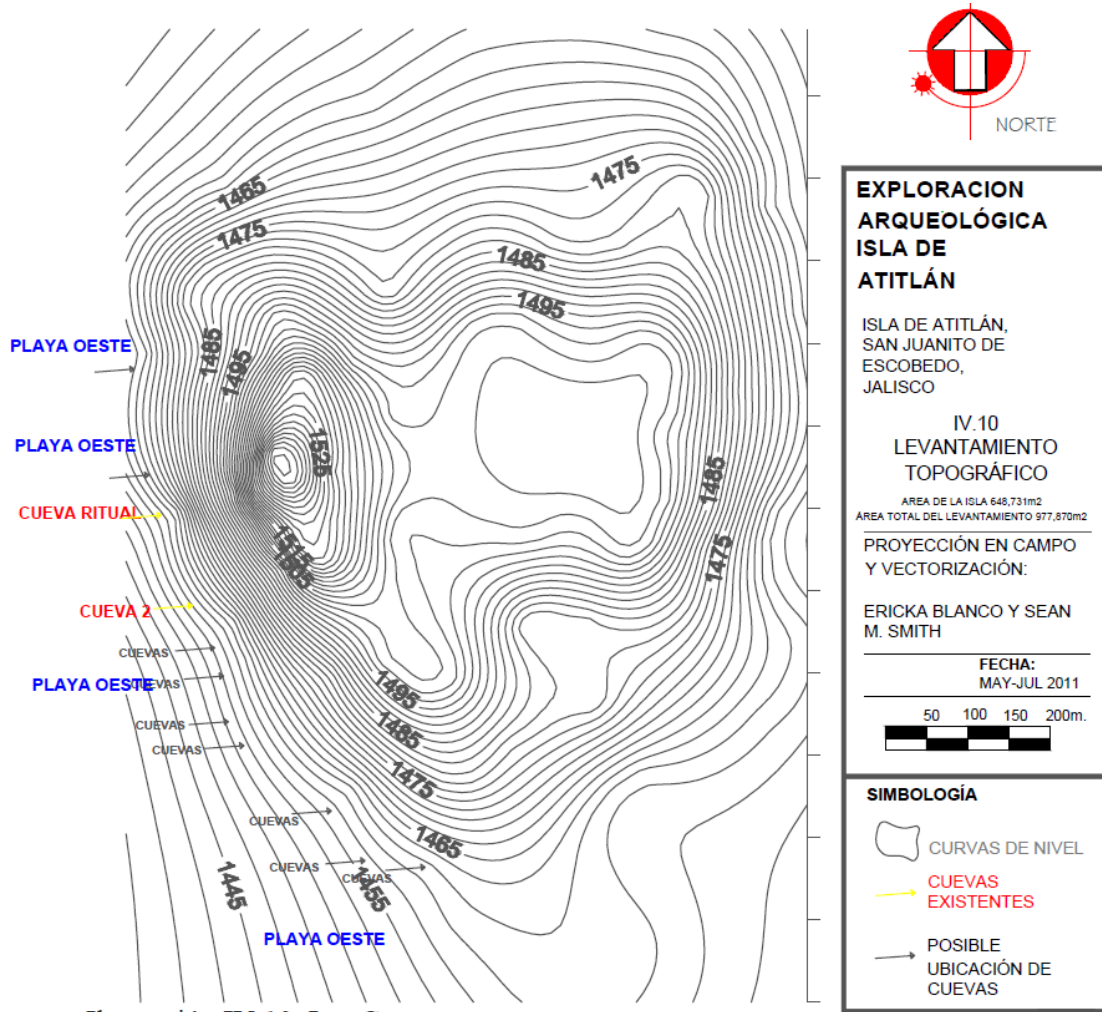 1465
1475
1475
1485
1495
PLAYA OESTE
1485
1495
PLAYA OESTE
1525
CUEVA RITUAL
1515
1505
1485
1475
CUEVA 2
CUEVAS
PLAYA OESTE
CUEVAS
CUEVAS
CUEVAS
1495
1485
1475
1465
CUEVAS
CUEVAS
CUEVAS
1445
1455
PLAYA OESTE
NORTE
EXPLORACION
ARQUEOLÓGICA
ISLA DE
ATITLÁN
ISLA DE ATITLÁN,
SAN JUANITO DE
ESCOBEDO,
JALISCO
IV.10
LEVANTAMIENTO
TOPOGRÁFICO
AREA DE LA ISLA 648,731m2
ÁREA TOTAL DEL LEVANTAMIENTO 977,870m2
PROYECCIÓN EN CAMPO
Y VECTORIZACIÓN:
ERICKA BLANCO Y SEAN
M. SMITH
FECHA:
MAY-JUL 2011
50 100 150 200m.
SIMBOLOGÍA
CURVAS DE NIVEL
CUEVAS
EXISTENTES
POSIBLE
UBICACIÓN DE
CUEVAS